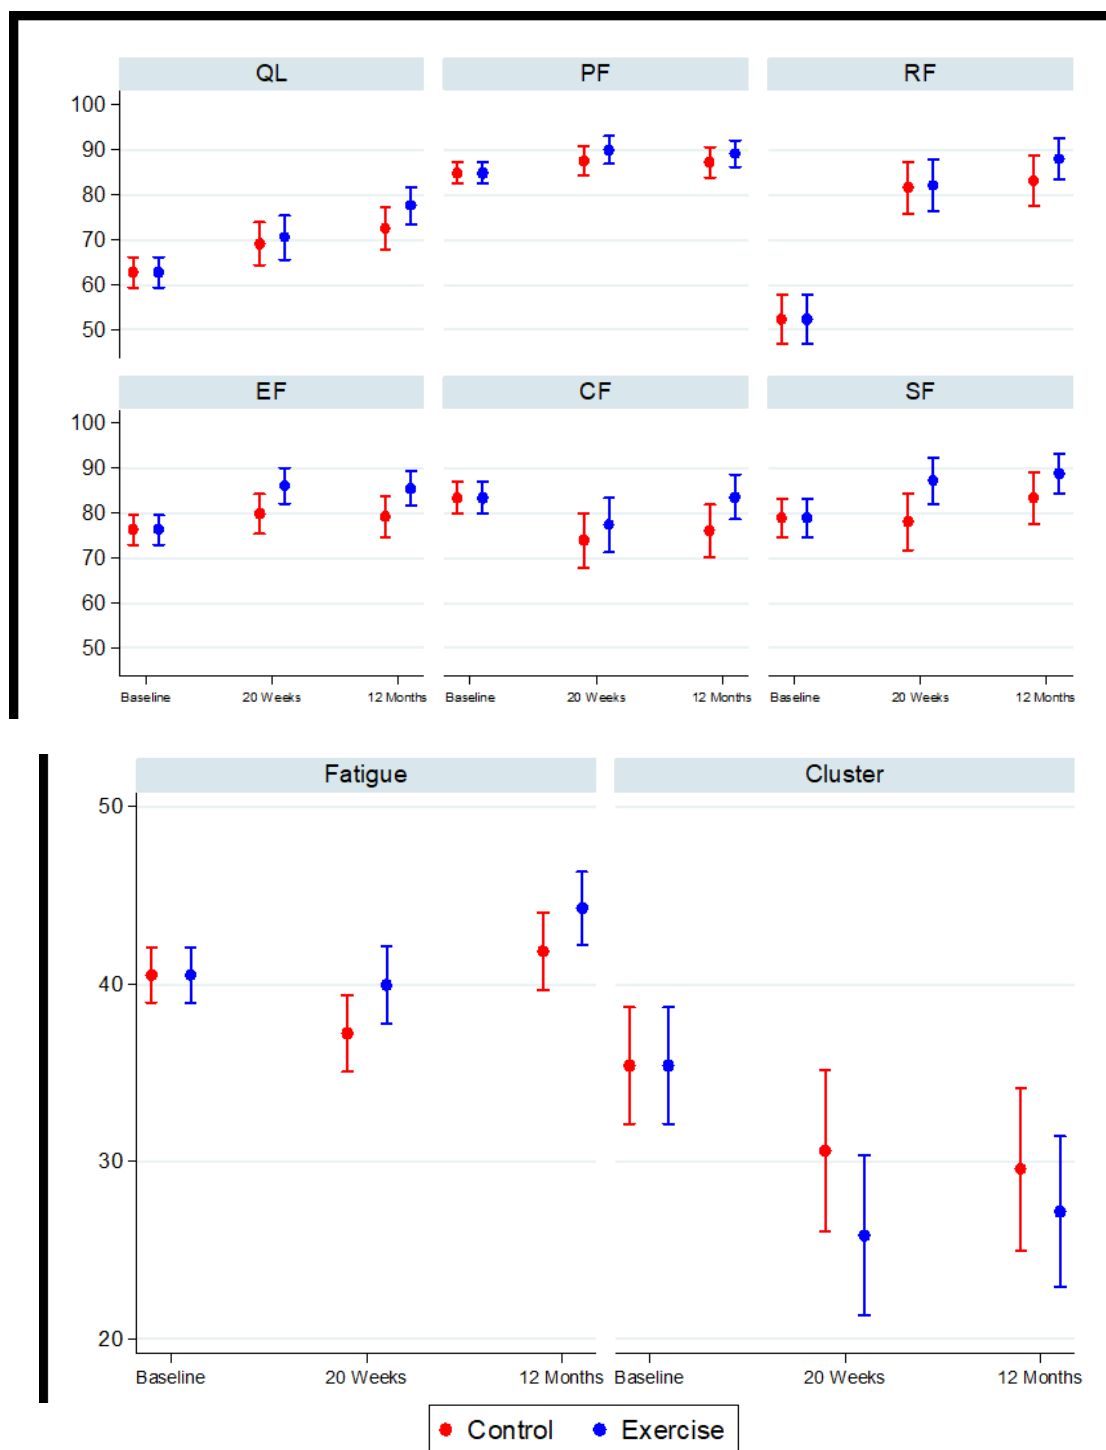 QL PF RF
100
90
80
70
60
50
EF CF SF
100
90
80
70
60
50
Baseline 20 Weeks 12 Months Baseline 20 Weeks 12 Months Baseline 20 Weeks 12 Months
Fatigue Cluster
50
40
30
20
Baseline 20 Weeks 12 Months Baseline 20 Weeks 12 Months
Control Exercise